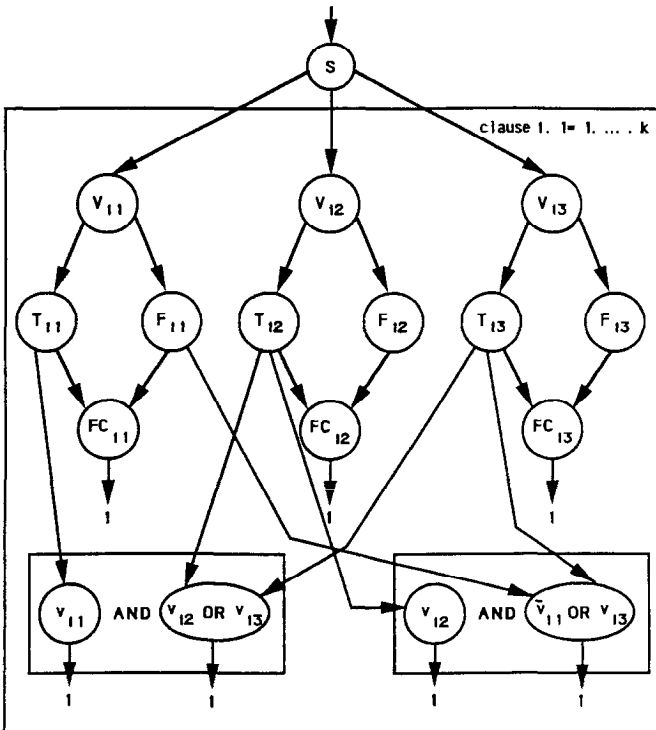 S
clause i. i= 1. ... . k
V i1 V i2 V i3
T i1 F i1 T i2 F i2 T i3 F i3
FC i1 FC i2 FC i3
1 1 1
v i1 AND v i2 OR v i3 v i2 AND v̄ i1 OR v i3
1 1 1 1